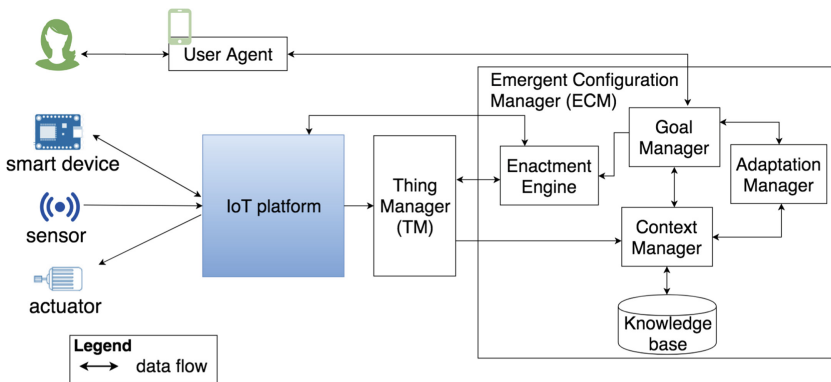 User Agent
Emergent Configuration
Manager (ECM)
smart device
sensor
actuator
IoT platform
Thing
Manager
(TM)
Enactment
Engine
Goal
Manager
Adaptation
Manager
Context
Manager
Knowledge
base
Legend
data flow